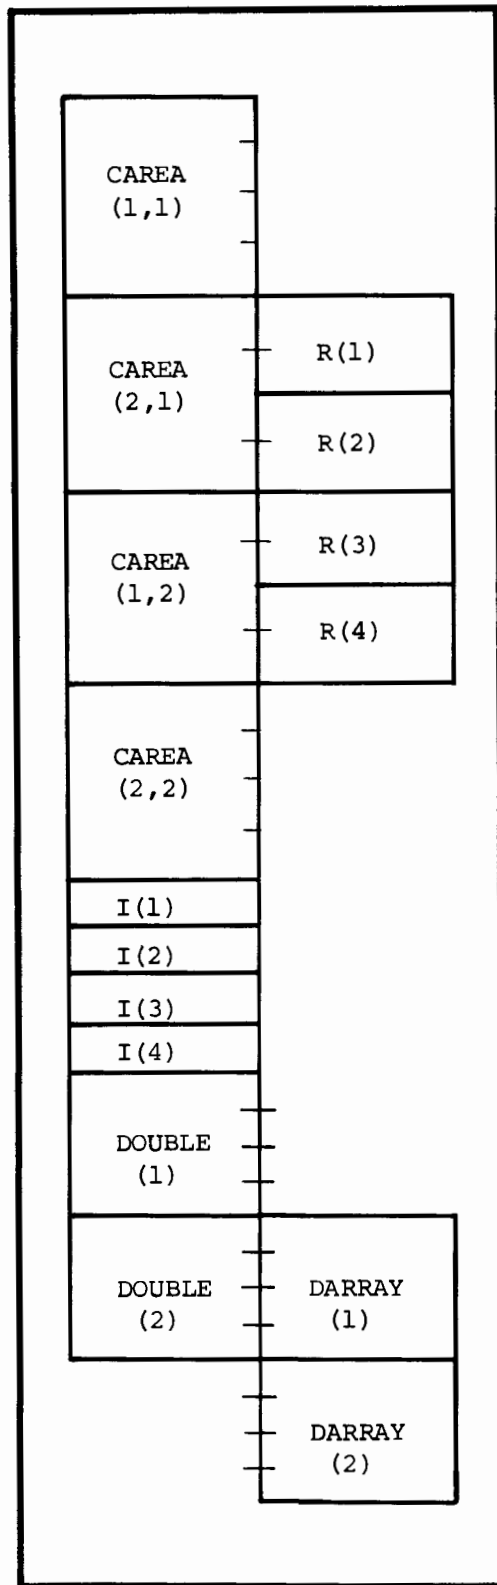 CAREA
(1,1)
CAREA
(2,1)
R(1)
R(2)
CAREA
(1,2)
R(3)
R(4)
CAREA
(2,2)
I(1)
I(2)
I(3)
I(4)
DOUBLE
(1)
DOUBLE
(2)
DARRAY
(1)
DARRAY
(2)